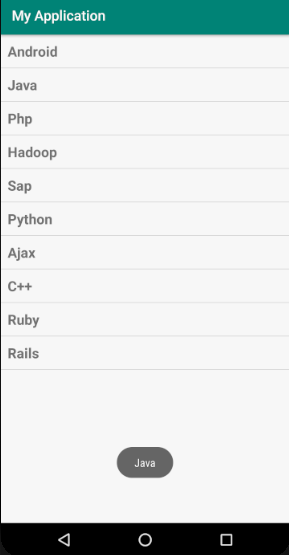 My Application
Android
Java
Php
Hadoop
Sap
Python
Ajax
C++
Ruby
Rails
Java